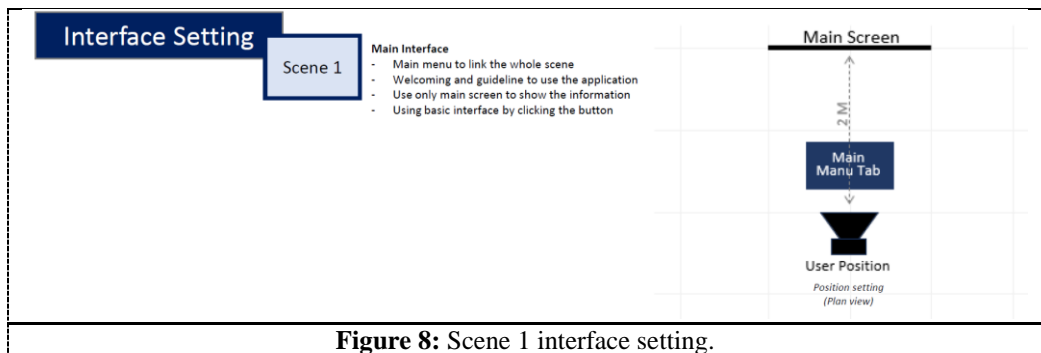 Interface Setting
Scene 1
Main Interface
- Main menu to link the whole scene
- Welcoming and guideline to use the application
- Use only main screen to show the information
- Using basic interface by clicking the button
Main Screen
2 M
Main
Manu Tab
User Position
Position setting
(Plan view)
Figure 8: Scene 1 interface setting.